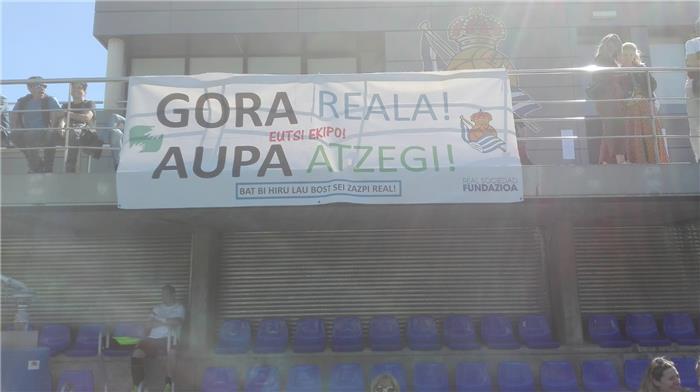 GORA REALA!
EUTSI EKIPO!
AUPA ATZEGI!
BAT BI HIRU LAU BOST SEI ZAZPI REAL!
REAL SOCIEDAD
FUNDAZIOA